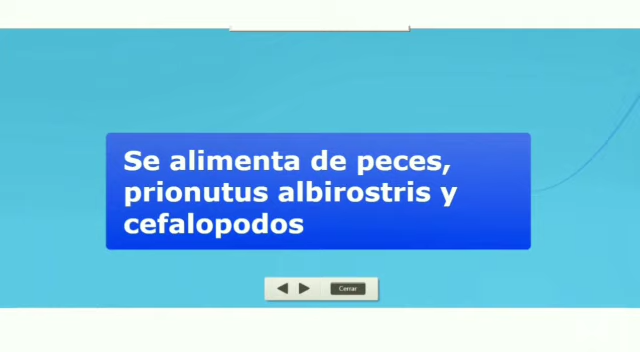 Se alimenta de peces,
prionutus albirostris y
cefalopodos
Cerrar